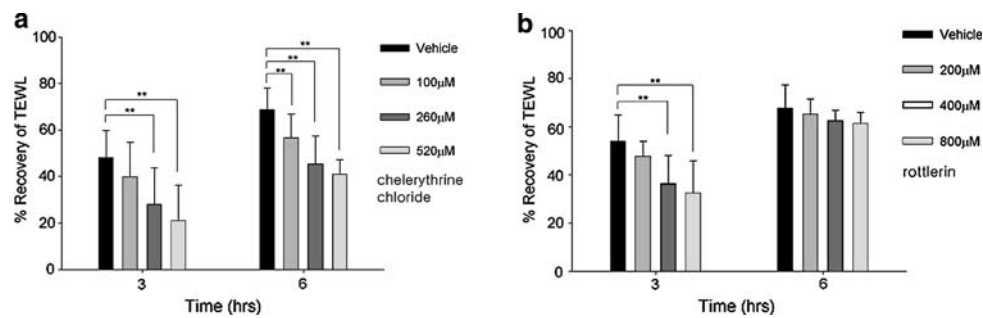 a
% Recovery of TEWL
100
80
60
40
20
0
**
**
**
**
**
3
6
Time (hrs)
Vehicle
100µM
260µM
520µM
chelerythrine
chloride
b
% Recovery of TEWL
100
80
60
40
20
0
**
**
3
6
Time (hrs)
Vehicle
200µM
400µM
800µM
rottlerin